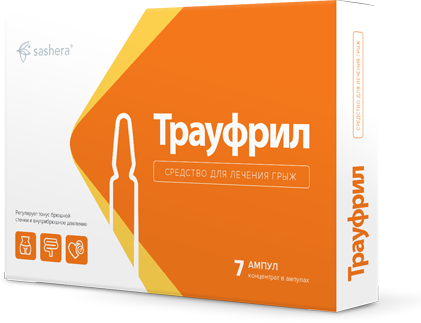 sashera®
Трауфрил
СРЕДСТВО ДЛЯ ЛЕЧЕНИЯ ГРЫЖ
Регулирует тонус брюшной
стенки и внутрибрюшное давление
7 АМПУЛ
концентрат в ампулах
Трауфрил
СРЕДСТВО ДЛЯ ЛЕЧЕНИЯ ГРЫЖ